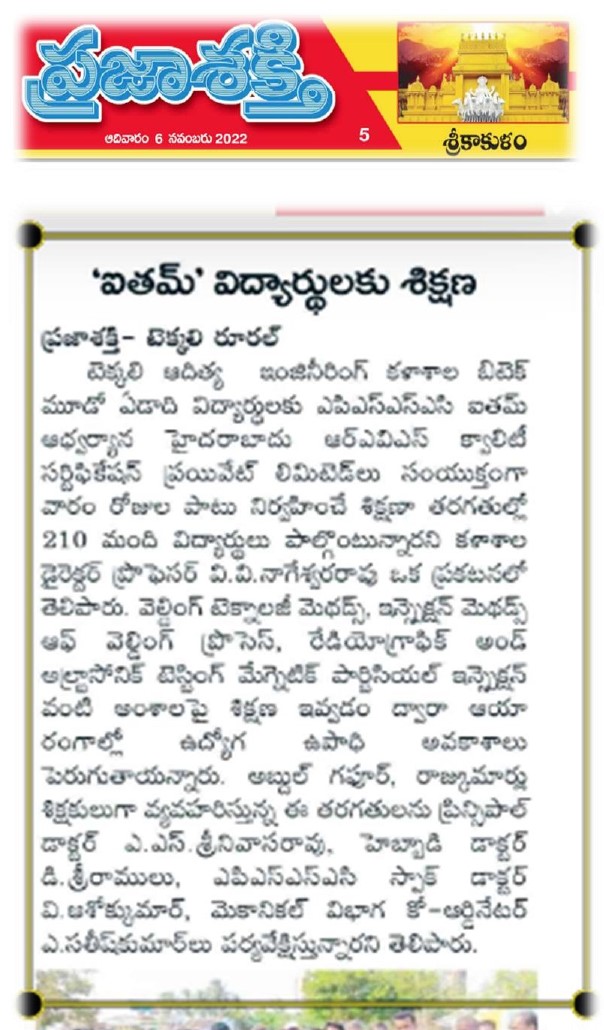 ప్రజాశక్తి
ఆదివారం 6 నవంబరు 2022
5
శ్రీకాకుళం
'ఐతమ్' విద్యార్థులకు శిక్షణ
ప్రజాశక్తి- టెక్కలి రూరల్
టెక్కలి ఆదిత్య ఇంజినీరింగ్ కళాశాల బిటెక్
మూడో ఏడాది విద్యార్థులకు ఎపిఎస్ఎస్ఎసి ఐతమ్
ఆధ్వర్యాన హైదరాబాదు ఆర్ఎవిఎస్ క్వాలిటీ
సర్టిఫికేషన్ ప్రయివేట్ లిమిటెడ్‌లు సంయుక్తంగా
వారం రోజుల పాటు నిర్వహించే శిక్షణా తరగతుల్లో
210 మంది విద్యార్థులు పాల్గొంటున్నారని కళాశాల
డైరెక్టర్ ప్రొఫెసర్ వి.వి.నాగేశ్వరరావు ఒక ప్రకటనలో
తెలిపారు. వెల్డింగ్ టెక్నాలజీ మెథడ్స్, ఇన్స్పెక్షన్ మెథడ్స్
ఆఫ్ వెల్డింగ్ ప్రొసెస్, రేడియోగ్రాఫిక్ అండ్
అల్ట్రాసోనిక్ టెస్టింగ్ మేగ్నెటిక్ పార్టిసియల్ ఇన్స్పెక్షన్
వంటి అంశాలపై శిక్షణ ఇవ్వడం ద్వారా ఆయా
రంగాల్లో ఉద్యోగ ఉపాధి అవకాశాలు
పెరుగుతాయన్నారు. అబ్దుల్ గఫూర్, రాజ్కుమార్లు
శిక్షకులుగా వ్యవహరిస్తున్న ఈ తరగతులను ప్రిన్సిపాల్
డాక్టర్ ఎ.ఎస్.శ్రీనివాసరావు, హెచ్చాడి డాక్టర్
డి.శ్రీరాములు, ఎపిఎస్ఎస్ఎసి స్పాక్ డాక్టర్
వి.ఆశోక్కుమార్, మెకానికల్ విభాగ కో-ఆర్డినేటర్
ఎ.సతీష్‌కుమార్‌లు పర్యవేక్షిస్తున్నారని తెలిపారు.